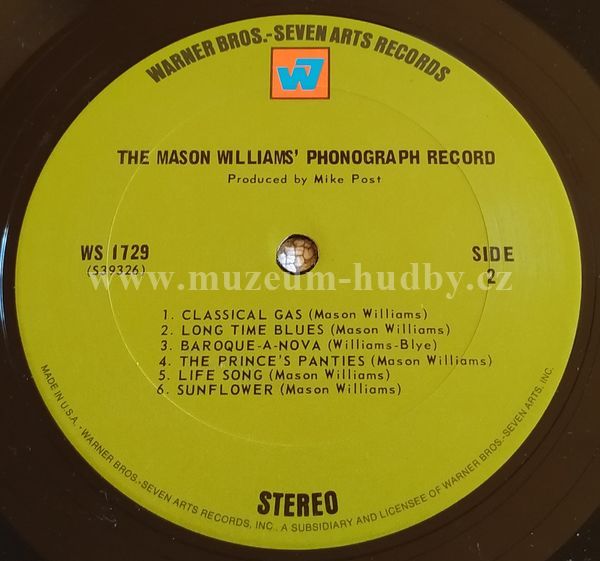 WARNER BROS.-SEVEN ARTS RECORDS
W7
THE MASON WILLIAMS' PHONOGRAPH RECORD
Produced by Mike Post
WS 1729
(S39326)
SIDE
2
www.muzeum-hudby.cz
1. CLASSICAL GAS (Mason Williams)
2. LONG TIME BLUES (Mason Williams)
3. BAROQUE-A-NOVA (Williams-Blye)
4. THE PRINCE'S PANTIES (Mason Williams)
5. LIFE SONG (Mason Williams)
6. SUNFLOWER (Mason Williams)
STEREO
MADE IN U.S.A. - WARNER BROS.-SEVEN ARTS RECORDS, INC., A SUBSIDIARY AND LICENSEE OF WARNER BROS.-SEVEN ARTS, INC.